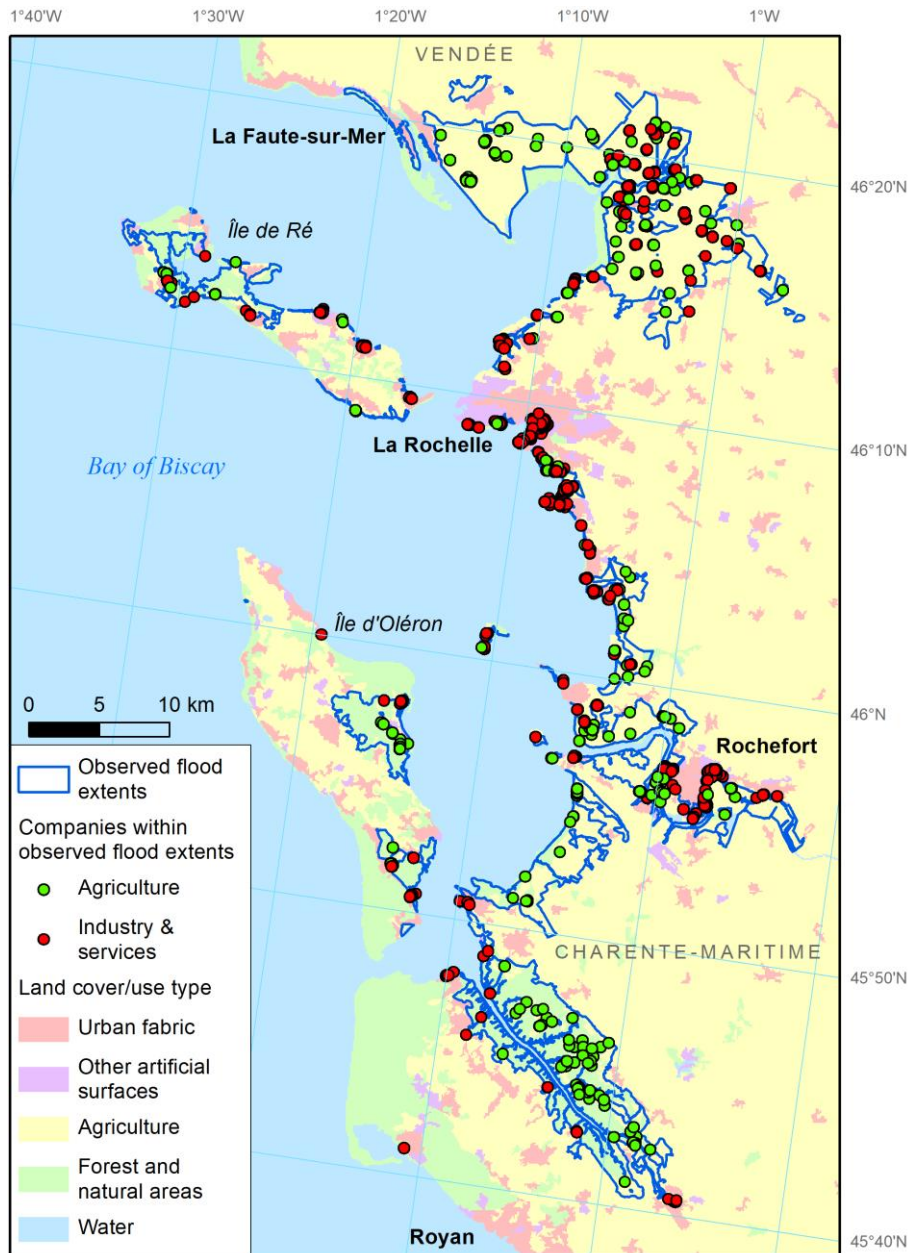 1°40'W 1°30'W 1°20'W 1°10'W 1°W
VENDÉE
La Faute-sur-Mer
46°20'N
Île de Ré
La Rochelle
46°10'N
Bay of Biscay
Île d'Oléron
0 5 10 km
46°N
Rochefort
Observed flood
extents
Companies within
observed flood extents
Agriculture
Industry &
services
CHARENTE-MARITIME
45°50'N
Land cover/use type
Urban fabric
Other artificial
surfaces
Agriculture
Forest and
natural areas
Water
Royan
45°40'N